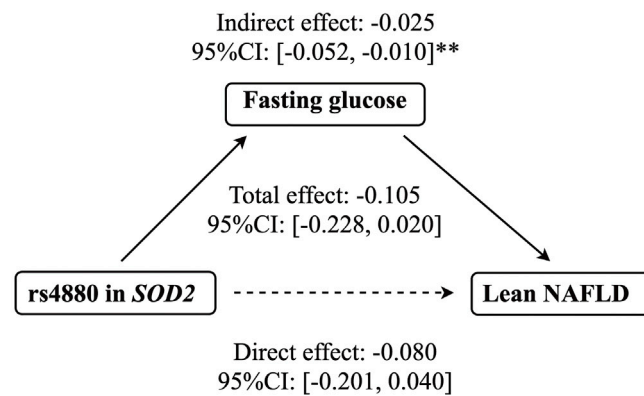 Indirect effect: -0.025
95%CI: [-0.052, -0.010]**
Fasting glucose
Total effect: -0.105
95%CI: [-0.228, 0.020]
rs4880 in SOD2
Lean NAFLD
Direct effect: -0.080
95%CI: [-0.201, 0.040]